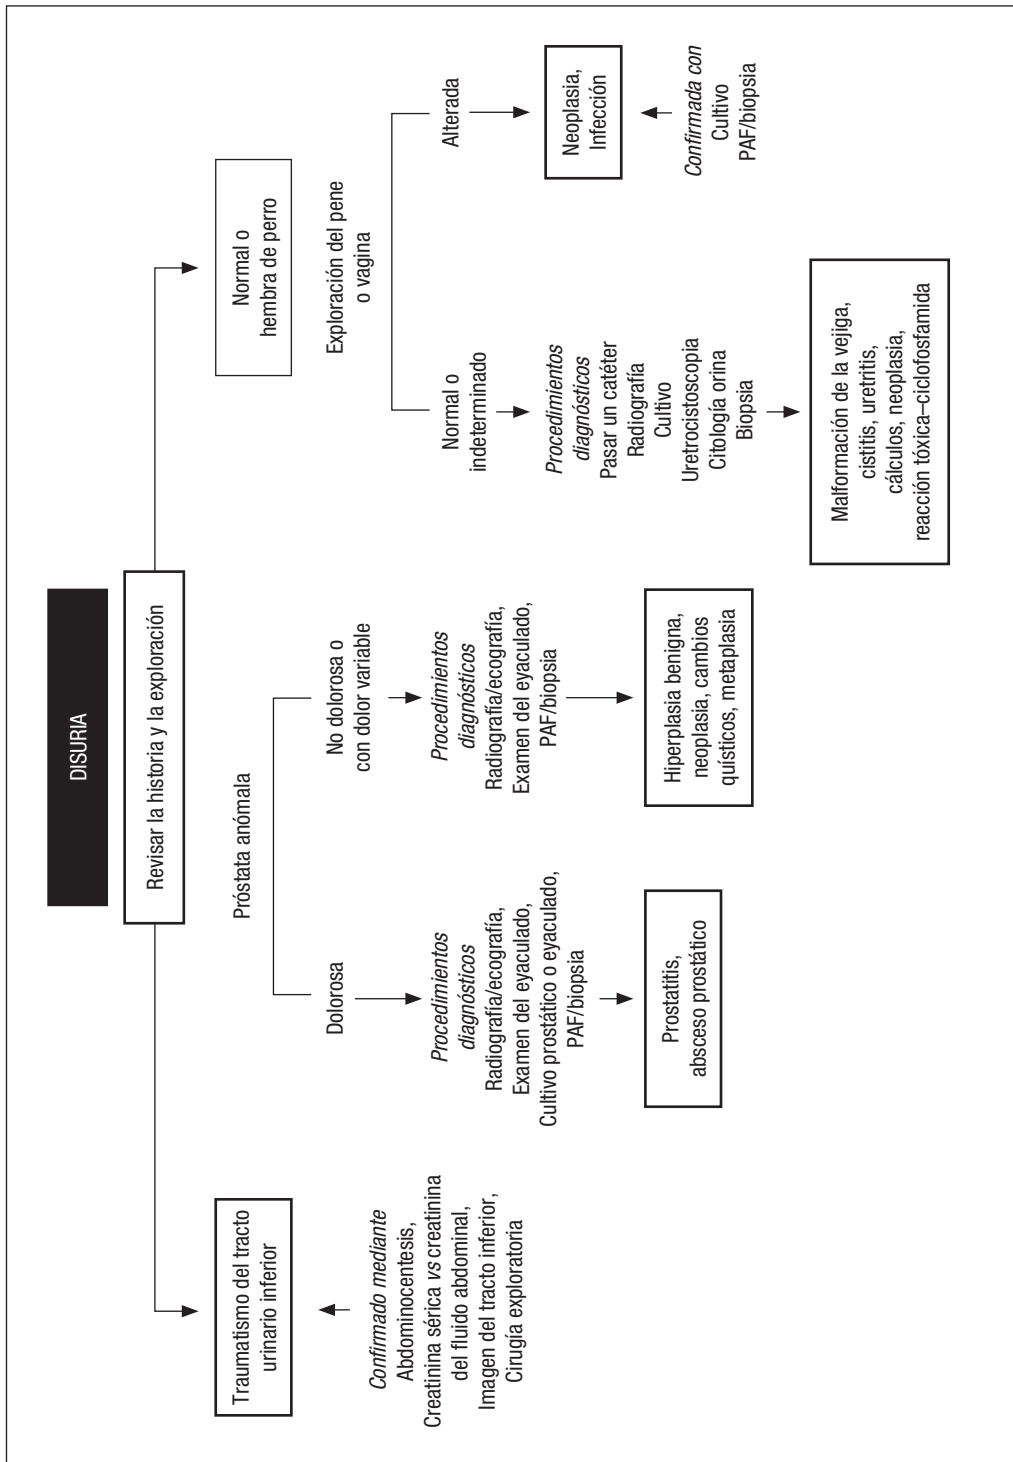 DISURIA
Revisar la historia y la exploración
Traumatismo del tracto
urinario inferior
Confirmado mediante
Abdominocentesis,
Creatinina sérica vs creatinina
del fluido abdominal,
Imagen del tracto inferior,
Cirugía exploratoria
Próstata anómala
Dolorosa
Procedimientos
diagnósticos
Radiografía/ecografía,
Examen del eyaculado,
Cultivo prostático o eyaculado,
PAF/biopsia
Prostatitis,
absceso prostático
No dolorosa o
con dolor variable
Procedimientos
diagnósticos
Radiografía/ecografía,
Examen del eyaculado,
PAF/biopsia
Hiperplasia benigna,
neoplasia, cambios
quísticos, metaplasia
Normal o
hembra de perro
Exploración del pene
o vagina
Normal o
indeterminado
Procedimientos
diagnósticos
Pasar un catéter
Radiografía
Cultivo
Uretrocistoscopia
Citología orina
Biopsia
Malformación de la vejiga,
cistitis, uretritis,
cálculos, neoplasia,
reacción tóxica–ciclofosfamida
Alterada
Neoplasia,
Infección
Confirmada con
Cultivo
PAF/biopsia